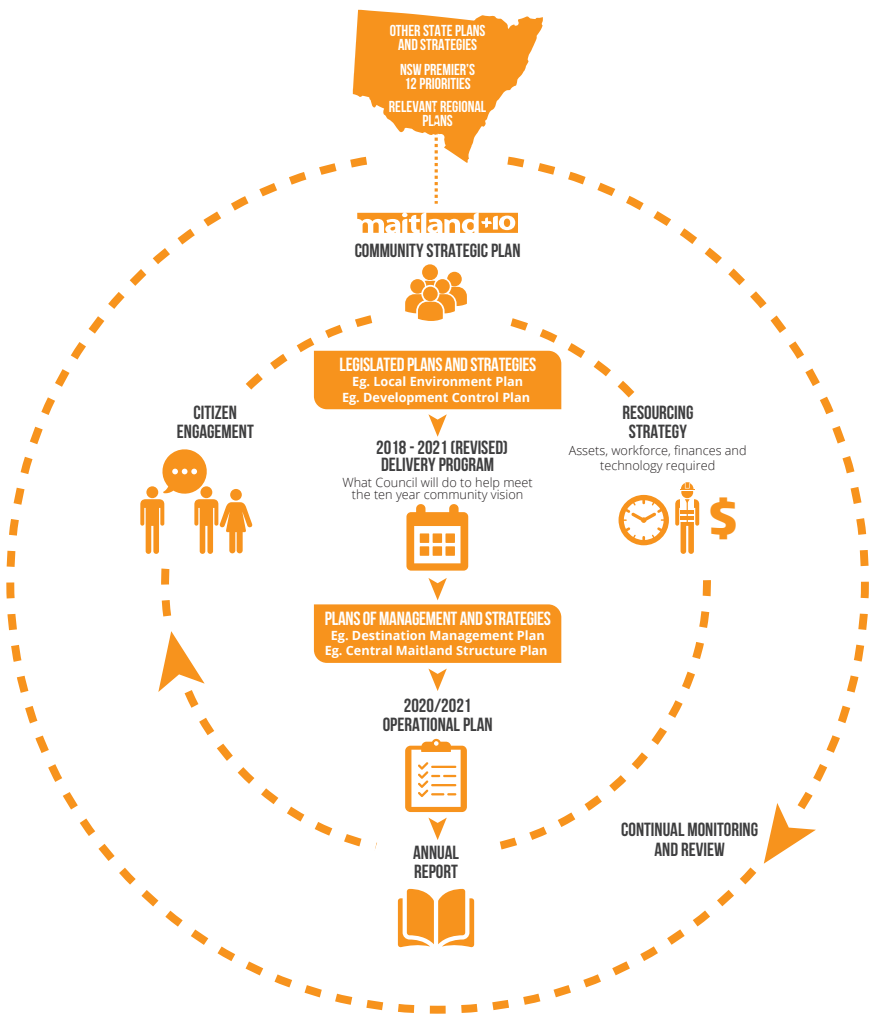 OTHER STATE PLANS
AND STRATEGIES
NSW PREMIER'S
12 PRIORITIES
RELEVANT REGIONAL
PLANS
maitland+10
COMMUNITY STRATEGIC PLAN
LEGISLATED PLANS AND STRATEGIES
Eg. Local Environment Plan
Eg. Development Control Plan
CITIZEN
ENGAGEMENT
2018 - 2021 (REVISED)
DELIVERY PROGRAM
What Council will do to help meet
the ten year community vision
RESOURCING
STRATEGY
Assets, workforce, finances and
technology required
$
PLANS OF MANAGEMENT AND STRATEGIES
Eg. Destination Management Plan
Eg. Central Maitland Structure Plan
2020/2021
OPERATIONAL PLAN
ANNUAL
REPORT
CONTINUAL MONITORING
AND REVIEW